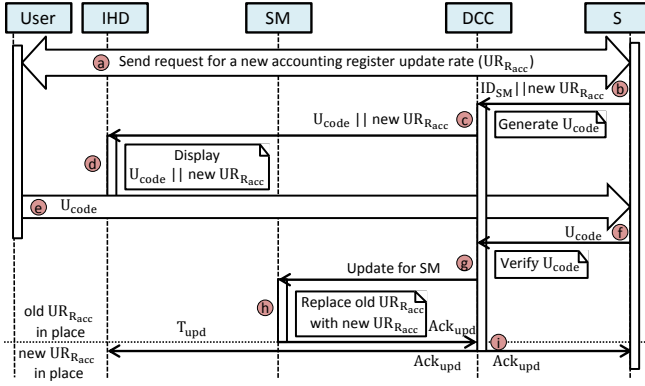 User IHD SM DCC S
a Send request for a new accounting register update rate (UR_Racc)
b
ID_SM||new UR_Racc
U_code || new UR_Racc c Generate U_code
d Display
U_code || new UR_Racc
e U_code
U_code f
Update for SM g Verify U_code
h Replace old UR_Racc
with new UR_Racc
old UR_Racc
in place
T_upd Ack_upd
new UR_Racc
in place
i
Ack_upd Ack_upd